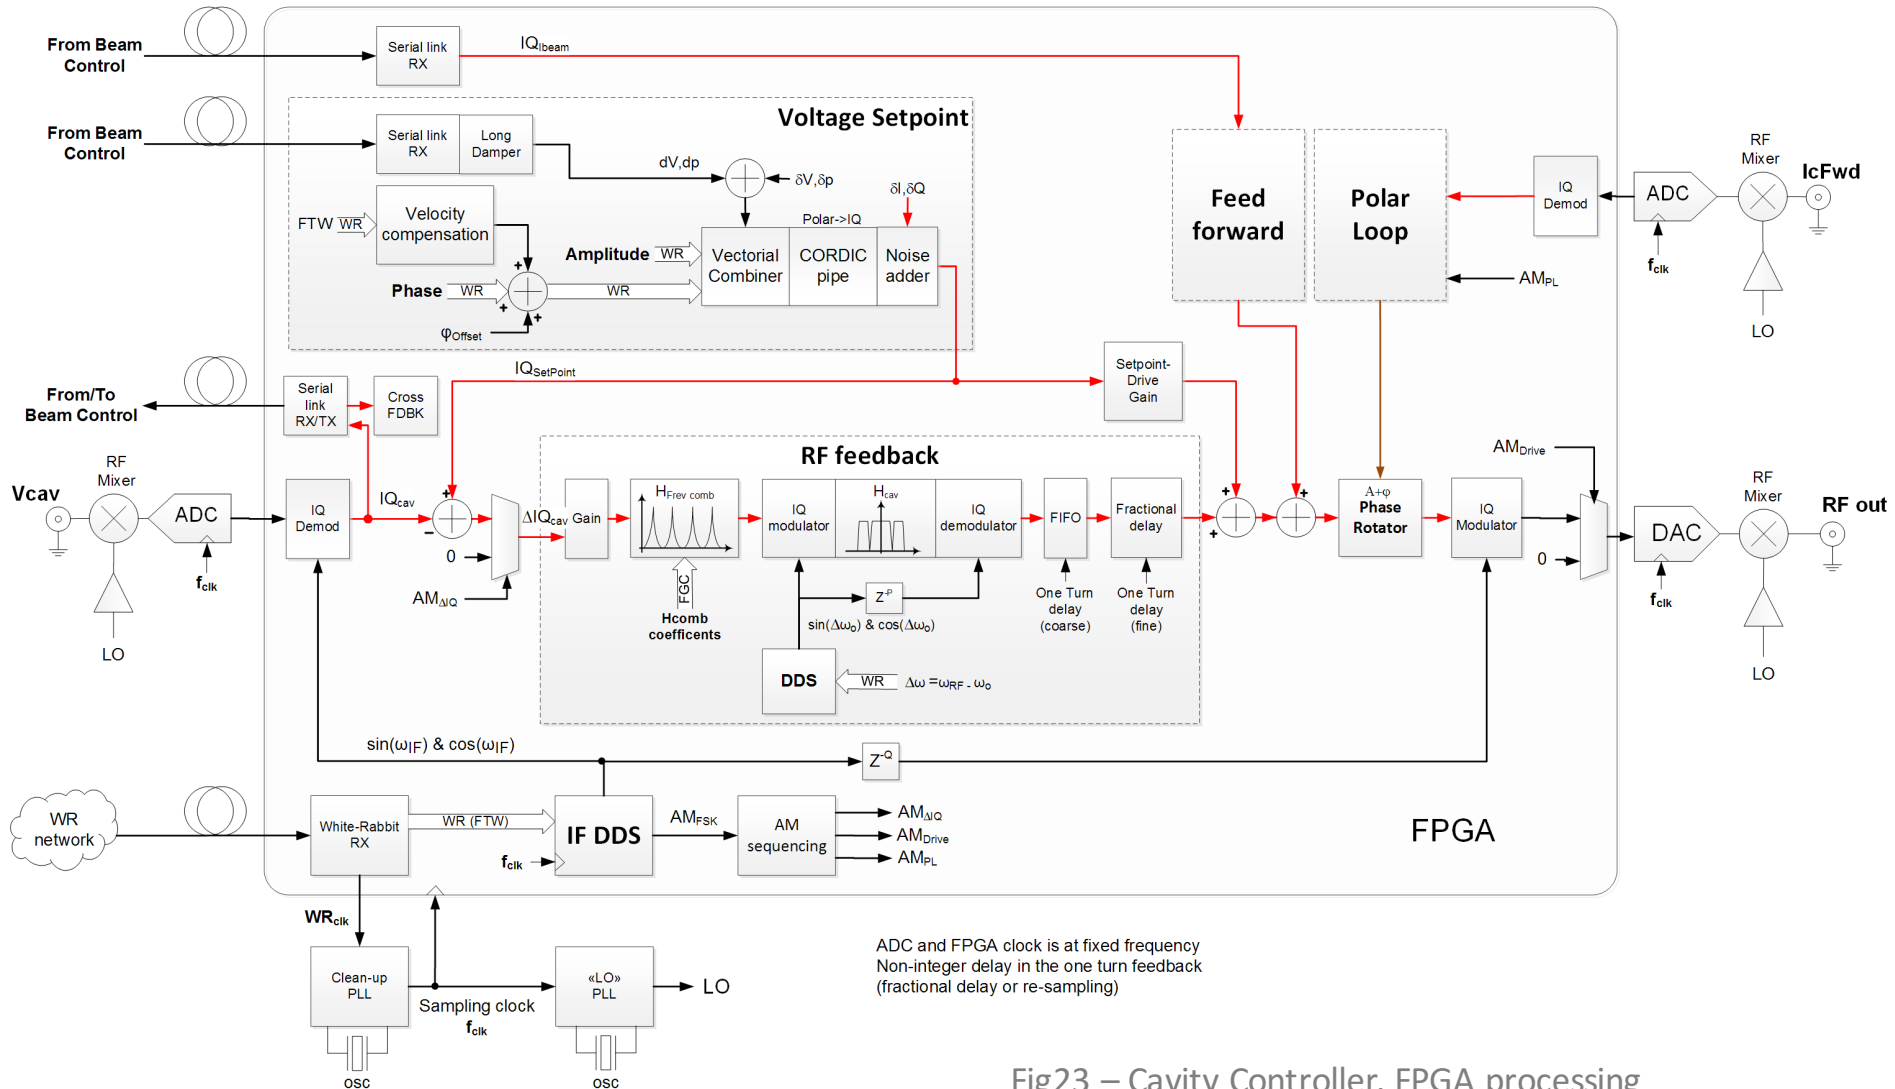 From Beam
Control
Serial link
RX
IQIbeam
Voltage Setpoint
From Beam
Control
Serial link
RX
Long
Damper
dV,dp
δV,δp
δI,δQ
FTW
WR
Velocity
compensation
Polar->IQ
Amplitude
WR
Vectorial
Combiner
CORDIC
pipe
Noise
adder
Phase
WR
+
+
+
WR
φOffset
Feed
forward
Polar
Loop
IQ
Demod
ADC
RF
Mixer
IcFwd
fclk
AMPL
LO
From/To
Beam Control
Serial
link
RX/TX
Cross
FDBK
IQSetPoint
Setpoint-
Drive
Gain
RF feedback
RF
Mixer
Vcav
ADC
fclk
LO
IQ
Demod
IQcav
+
−
0
AMΔIQ
ΔIQcav
Gain
HFrev comb
FGC
Hcomb
coefficents
IQ
modulator
Hcav
IQ
demodulator
FIFO
Fractional
delay
Z-P
sin(Δωo) & cos(Δωo)
One Turn
delay
(coarse)
One Turn
delay
(fine)
DDS
WR
Δω =ωRF - ωo
+
+
+
A+φ
Phase
Rotator
IQ
Modulator
AMDrive
0
DAC
fclk
RF
Mixer
RF out
LO
sin(ωIF) & cos(ωIF)
Z-Q
WR
network
White-Rabbit
RX
WR (FTW)
IF DDS
fclk
AMFSK
AM
sequencing
AMΔIQ
AMDrive
AMPL
FPGA
WRclk
Clean-up
PLL
Sampling clock
fclk
«LO»
PLL
LO
osc
osc
ADC and FPGA clock is at fixed frequency
Non-integer delay in the one turn feedback
(fractional delay or re-sampling)
Fig23 – Cavity Controller, FPGA processing